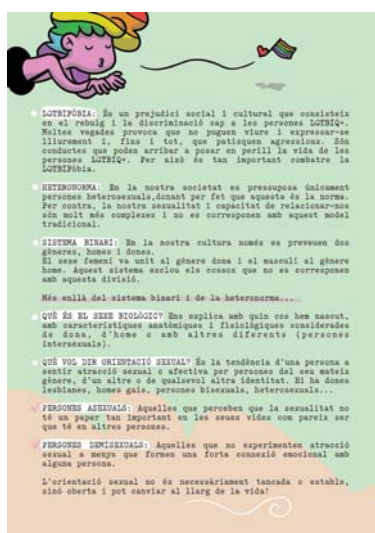 LGTBIFÒBIA: És un prejudici social i cultural que consisteix
en el rebuig i la discriminació cap a les persones LGTBIQ+.
Moltes vegades provoca que no puguen viure i expressar-se
lliurement i, fins i tot, que patisquen agressions. Són
conductes que poden arribar a posar en perill la vida de les
persones LGTBIQ+. Per això és tan important combatre la
LGTBIFòbia.
HETERONORMA: En la nostra societat es pressuposa únicament
persones heterosexuals,donant per fet que aquesta és la norma.
Per contra, la nostra sexualitat i capacitat de relacionar-nos
són molt més complexes i no es corresponen amb aquest model
tradicional.
SISTEMA BINARI: En la nostra cultura només es preveuen dos
gèneres, homes i dones.
El sexe femení va unit al gènere dona i el masculí al gènere
home. Aquest sistema exclou els cossos que no es corresponen
amb aquesta divisió.
Més enllà del sistema binari i de la heteronorma...
QUÈ ÉS EL SEXE BIOLÒGIC? Ens explica amb quin cos hem nascut,
amb característiques anatòmiques i fisiològiques considerades
de dona, d'home o amb altres diferents (persones
intersexuals).
QUÈ VOL DIR ORIENTACIÓ SEXUAL? És la tendència d'una persona a
sentir atracció sexual o afectiva per persones del seu mateix
gènere, d'un altre o de qualsevol altra identitat. Hi ha dones
lesbianes, homes gais, persones bisexuals, heterosexuals...
PERSONES ASEXUALS: Aquelles que perceben que la sexualitat no
té un paper tan important en les seues vides com pareix ser
que té en altres persones.
PERSONES DEMISEXUALS: Aquelles que no experimenten atracció
sexual a menys que formen una forta connexió emocional amb
alguna persona.
L'orientació sexual no és necessàriament tancada o estable,
sinó oberta i pot canviar al llarg de la vida!